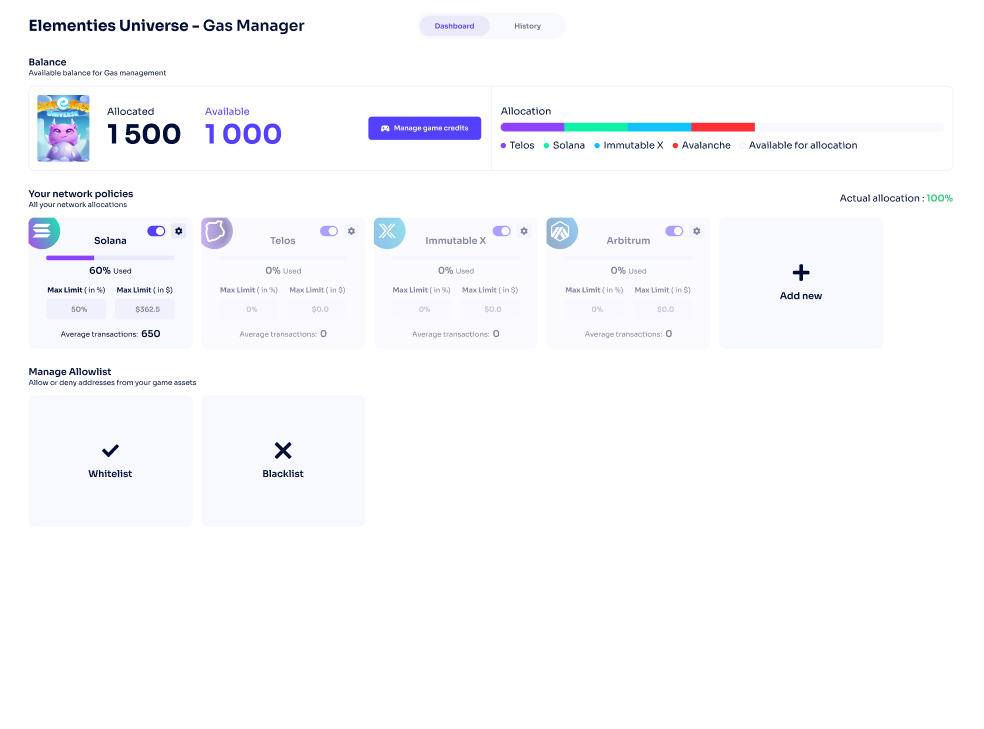 Elementies Universe – Gas Manager
Dashboard
History
Balance
Available balance for Gas management
UNIVERSE
Allocated
1 500
Available
1 000
Manage game credits
Allocation
Telos
Solana
Immutable X
Avalanche
Available for allocation
Your network policies
All your network allocations
Actual allocation : 100%
Solana
60% Used
Max Limit ( in %)
Max Limit ( in $)
50%
$362.5
Average transactions: 650
Telos
0% Used
Max Limit ( in %)
Max Limit ( in $)
0%
$0.0
Average transactions: 0
Immutable X
0% Used
Max Limit ( in %)
Max Limit ( in $)
0%
$0.0
Average transactions: 0
Arbitrum
0% Used
Max Limit ( in %)
Max Limit ( in $)
0%
$0.0
Average transactions: 0
Add new
Manage Allowlist
Allow or deny addresses from your game assets
Whitelist
Blacklist